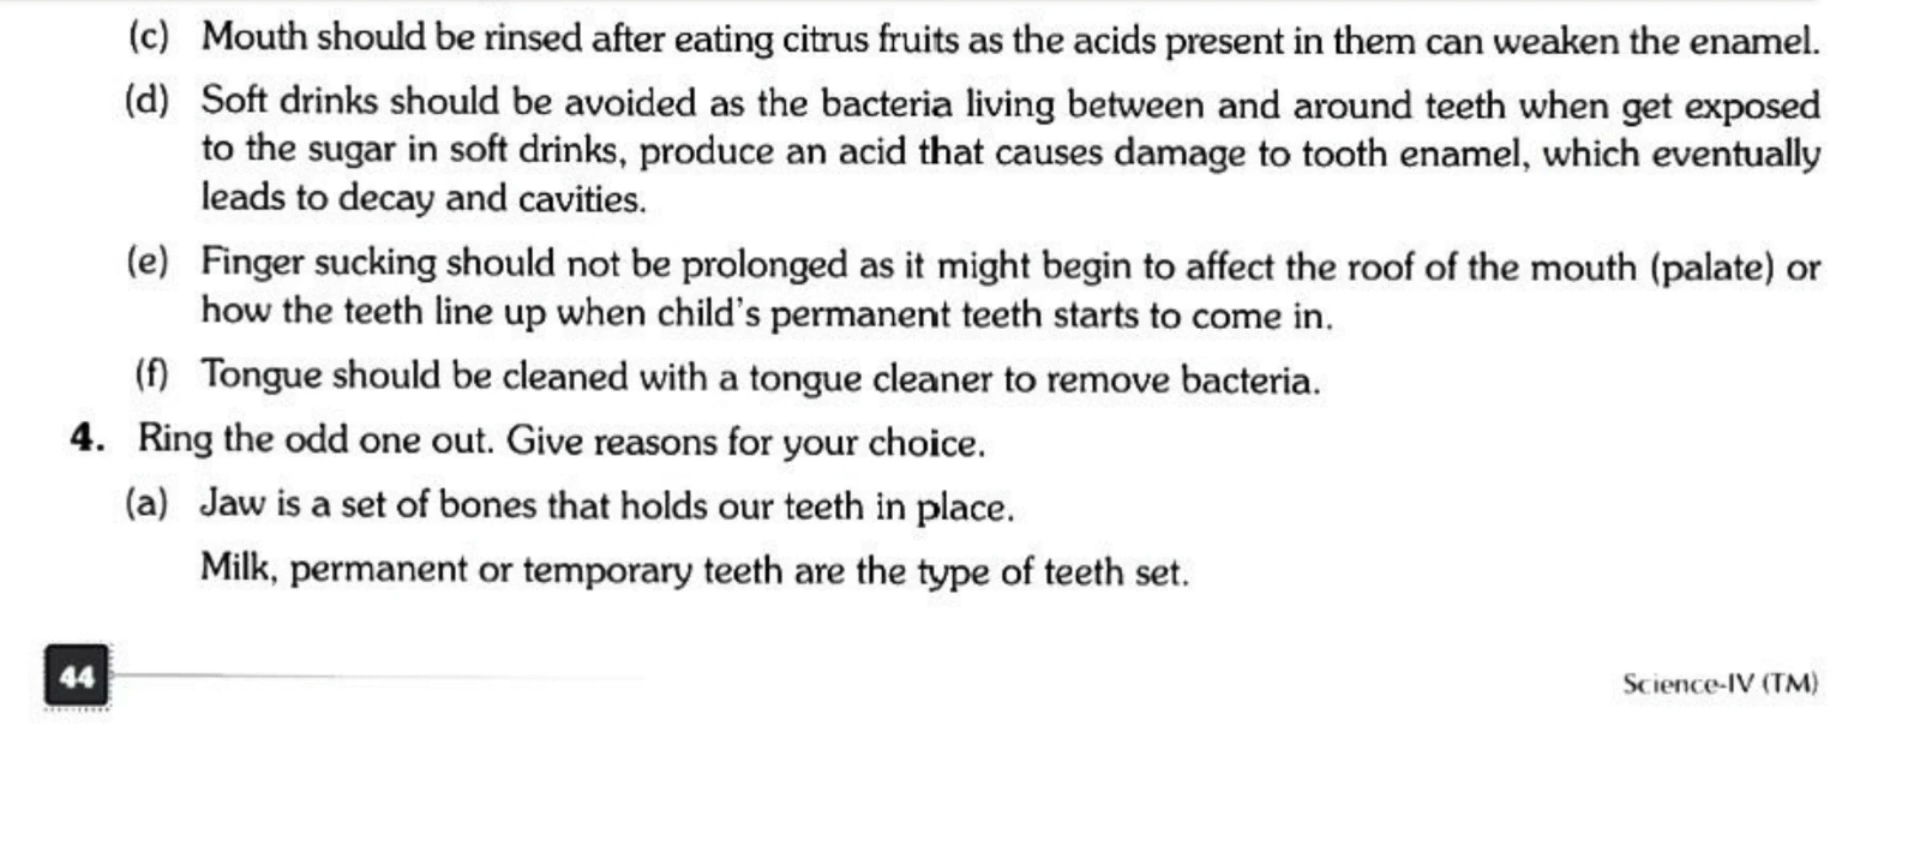 (c) Mouth should be rinsed after eating citrus fruits as the acids present in them can weaken the enamel.
(d) Soft drinks should be avoided as the bacteria living between and around teeth when get exposed
to the sugar in soft drinks, produce an acid that causes damage to tooth enamel, which eventually
leads to decay and cavities.
(e) Finger sucking should not be prolonged as it might begin to affect the roof of the mouth (palate) or
how the teeth line up when child's permanent teeth starts to come in.
(f) Tongue should be cleaned with a tongue cleaner to remove bacteria.
4. Ring the odd one out. Give reasons for your choice.
(a) Jaw is a set of bones that holds our teeth in place.
Milk, permanent or temporary teeth are the type of teeth set.
44
Science-IV (TM)